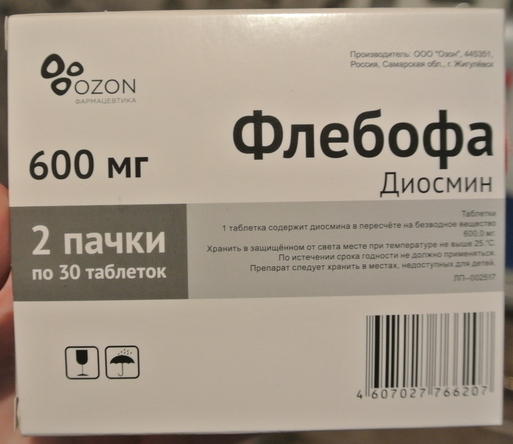 OZON
ФАРМАЦЕВТИКА
Производитель: ООО "Озон", 445351,
Россия, Самарская обл., г. Жигулёвск
Флебофа
600 мг
Диосмин
2 пачки
по 30 таблеток
Таблетки
1 таблетка содержит диосмина в пересчёте на безводное вещество
600,0 мг.
Хранить в защищённом от света месте при температуре не выше 25 °C.
По истечении срока годности не должно применяться.
Препарат следует хранить в местах, недоступных для детей.
ЛП-002517
4 607027 766207